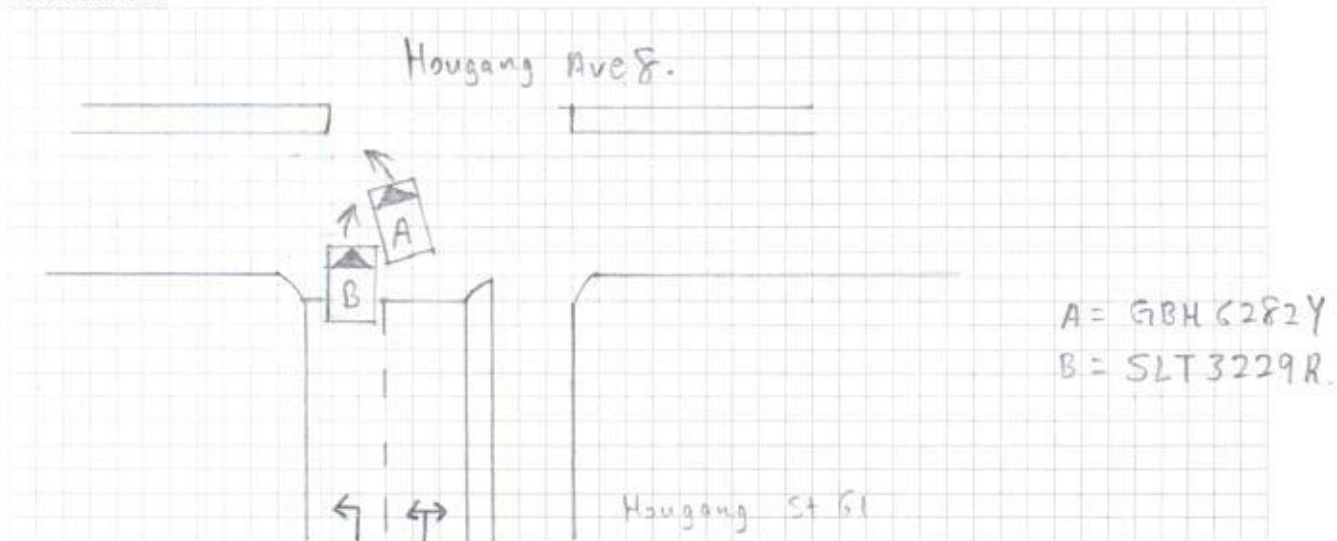 Hougang Ave 8.
A
B
A = GBH 6282Y
B = SLT 3229R.
Hougang St 61